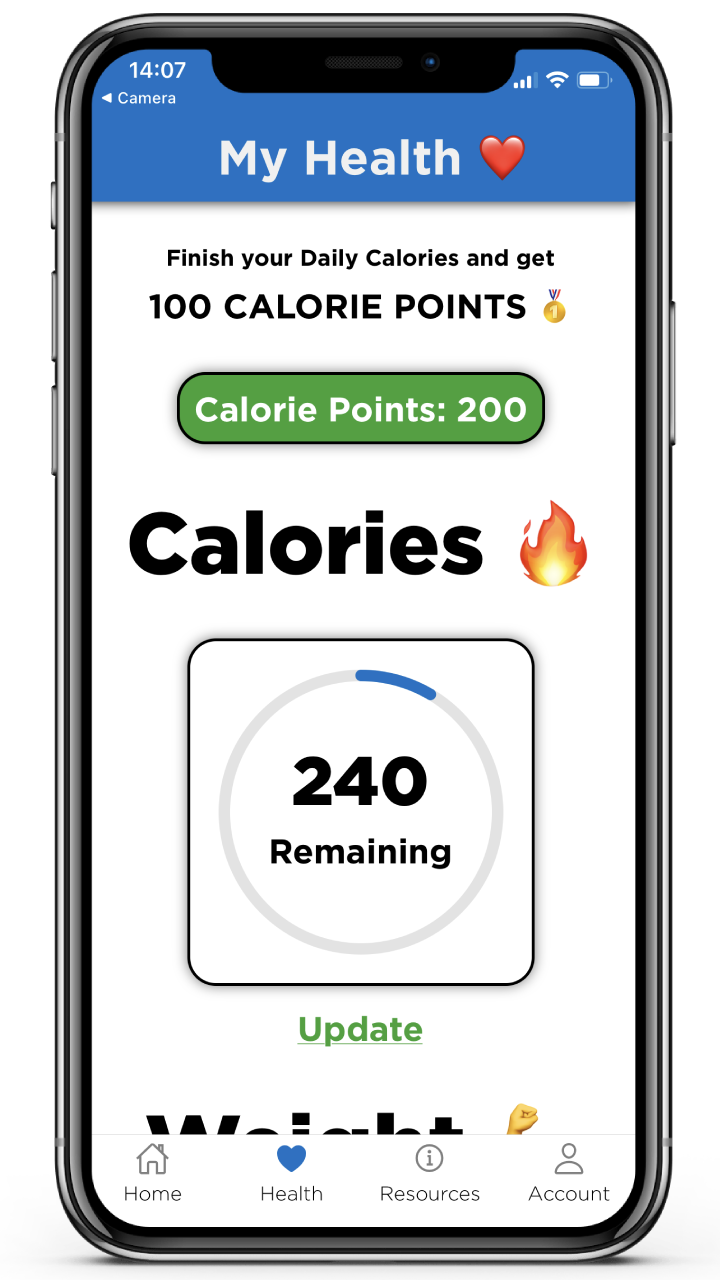 14:07
◀ Camera
My Health ❤️
Finish your Daily Calories and get
100 CALORIE POINTS 🥇
Calorie Points: 200
Calories 🔥
240
Remaining
Update
Weight 💪
Home
Health
Resources
Account